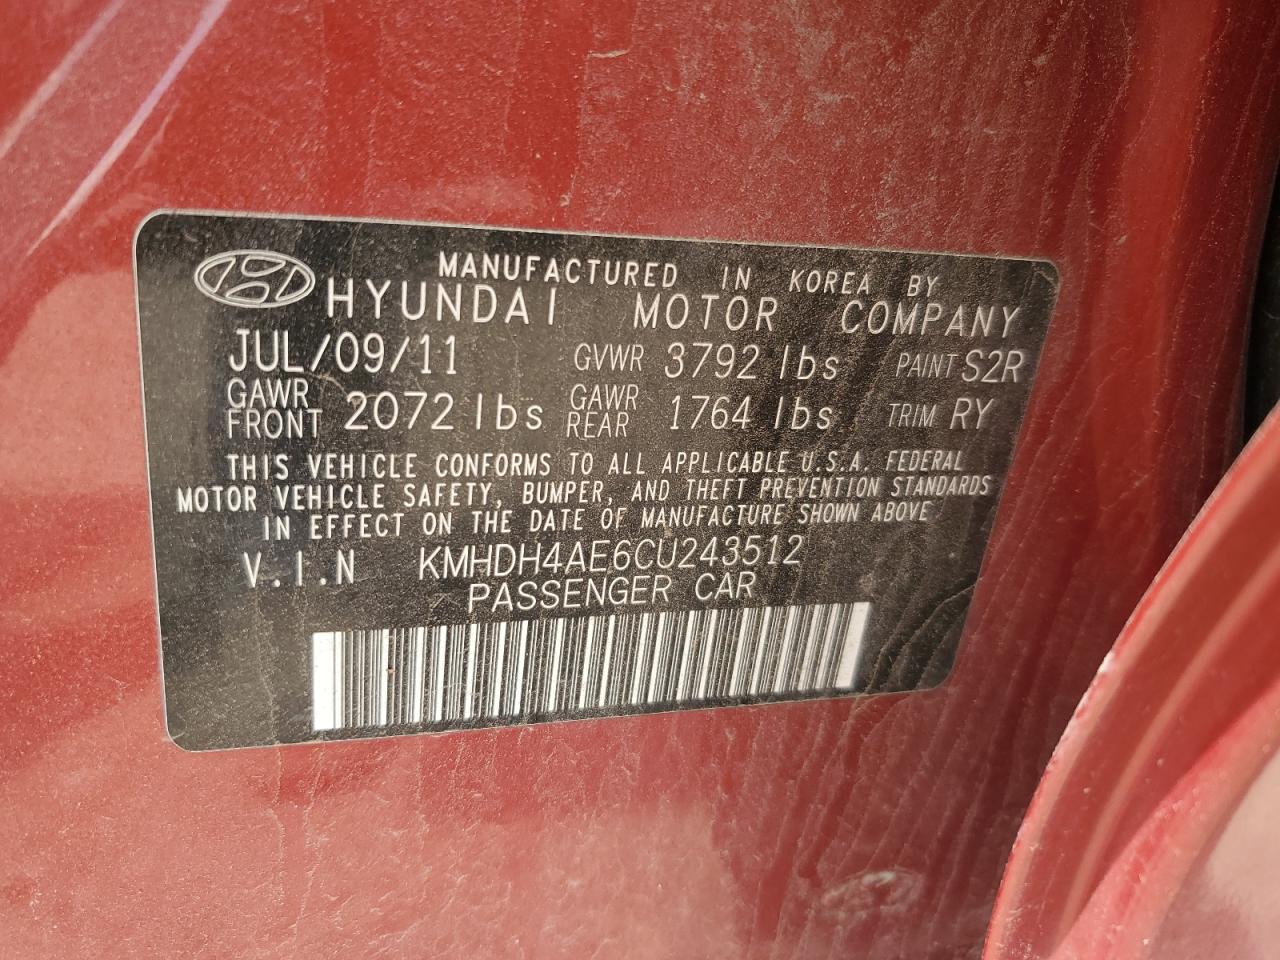 MANUFACTURED IN KOREA BY
HYUNDAI MOTOR COMPANY
JUL/09/11 GVWR 3792 lbs PAINT S2R
GAWR FRONT 2072 lbs GAWR REAR 1764 lbs TRIM RY
THIS VEHICLE CONFORMS TO ALL APPLICABLE U.S.A. FEDERAL
MOTOR VEHICLE SAFETY, BUMPER, AND THEFT PREVENTION STANDARDS
IN EFFECT ON THE DATE OF MANUFACTURE SHOWN ABOVE
V.I.N KMHDH4AE6CU243512
PASSENGER CAR